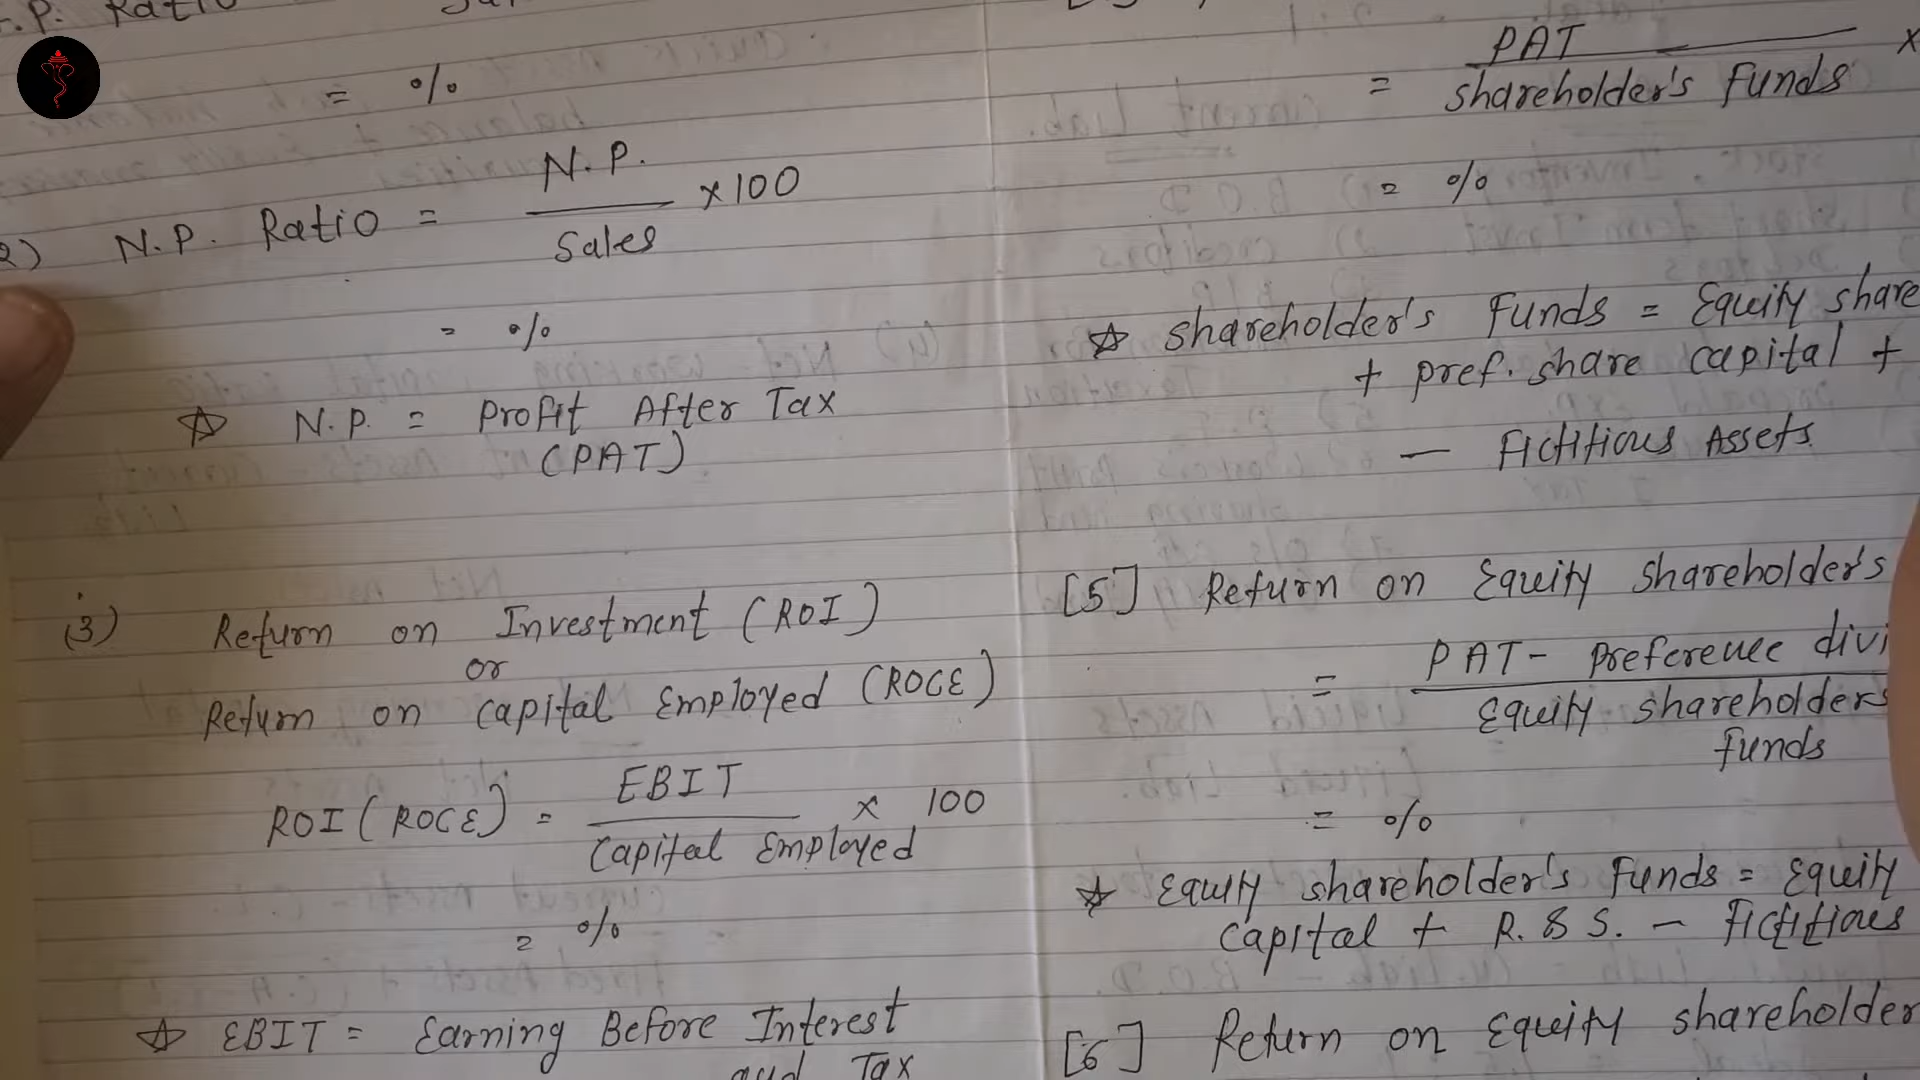 .P. Ratio
= %
2) N.P. Ratio = N.P. / Sales × 100
= %
☆ N.P. = Profit After Tax
(PAT)
(3) Return on Investment (ROI)
or
Return on Capital Employed (ROCE)
ROI (ROCE) = EBIT / Capital Employed × 100
= %
☆ EBIT = Earning Before Interest
and Tax
= PAT / shareholder's Funds ×
= %
☆ shareholder's Funds = Equity share
+ pref. share capital +
— Fictitious Assets
[5] Return on Equity shareholder's
= PAT - preference divi / Equity shareholders
funds
= %
☆ Equity shareholder's Funds = Equity
capital + R. & S. - Fictitious
[6] Return on Equity shareholder